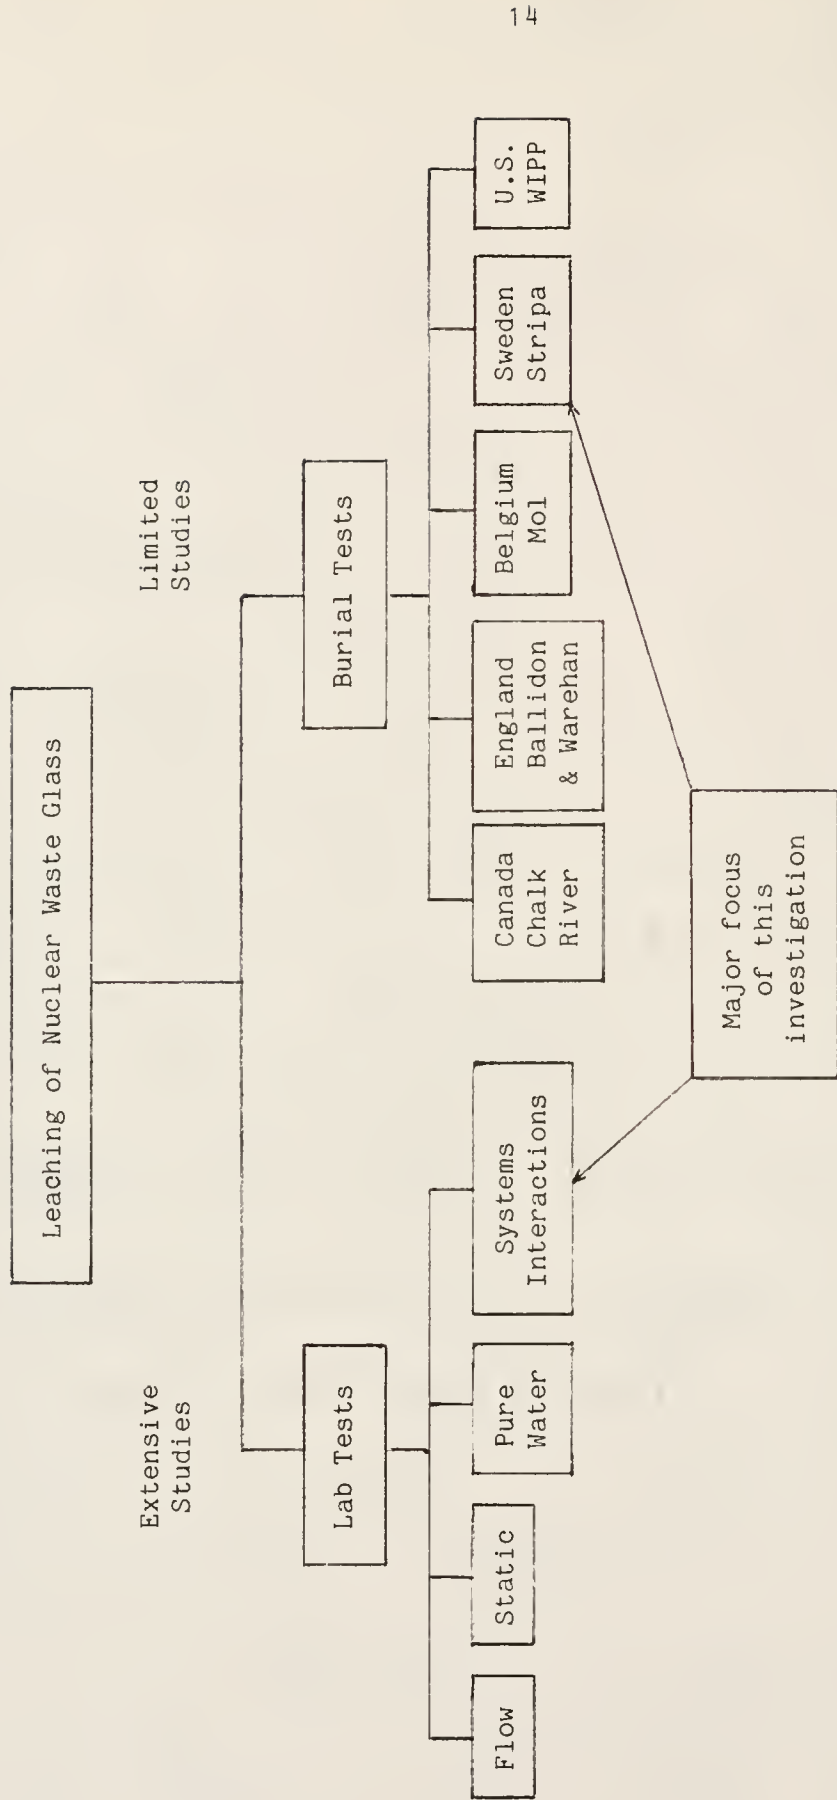 14
Leaching of Nuclear Waste Glass
Extensive
Studies
Limited
Studies
Lab Tests
Burial Tests
Flow
Static
Pure
Water
Systems
Interactions
Canada
Chalk
River
England
Ballidon
& Warehan
Belgium
Mol
Sweden
Stripa
U.S.
WIPP
Major focus
of this
investigation